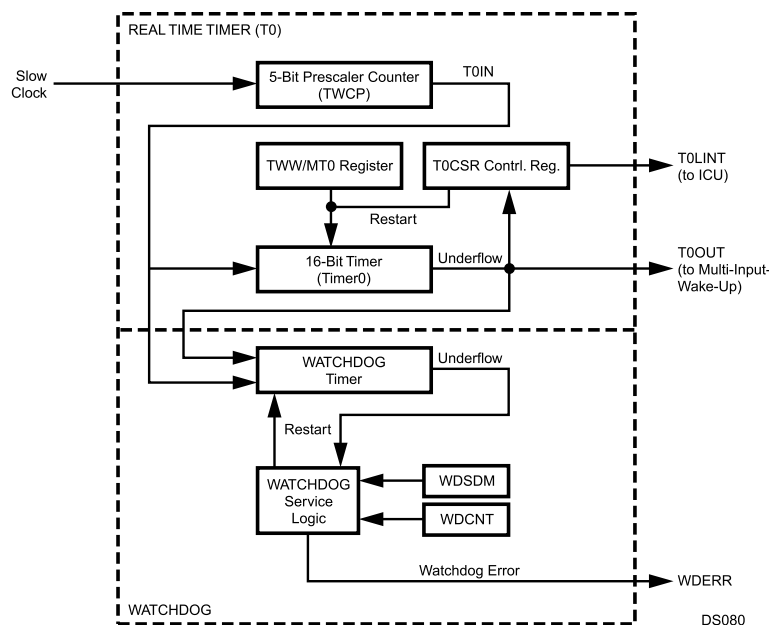 REAL TIME TIMER (T0)
Slow
Clock
5-Bit Prescaler Counter
(TWCP)
T0IN
TWW/MT0 Register
T0CSR Contrl. Reg.
T0LINT
(to ICU)
Restart
16-Bit Timer
(Timer0)
Underflow
T0OUT
(to Multi-Input-
Wake-Up)
WATCHDOG
Timer
Underflow
Restart
WATCHDOG
Service
Logic
WDSDM
WDCNT
Watchdog Error
WDERR
WATCHDOG
DS080